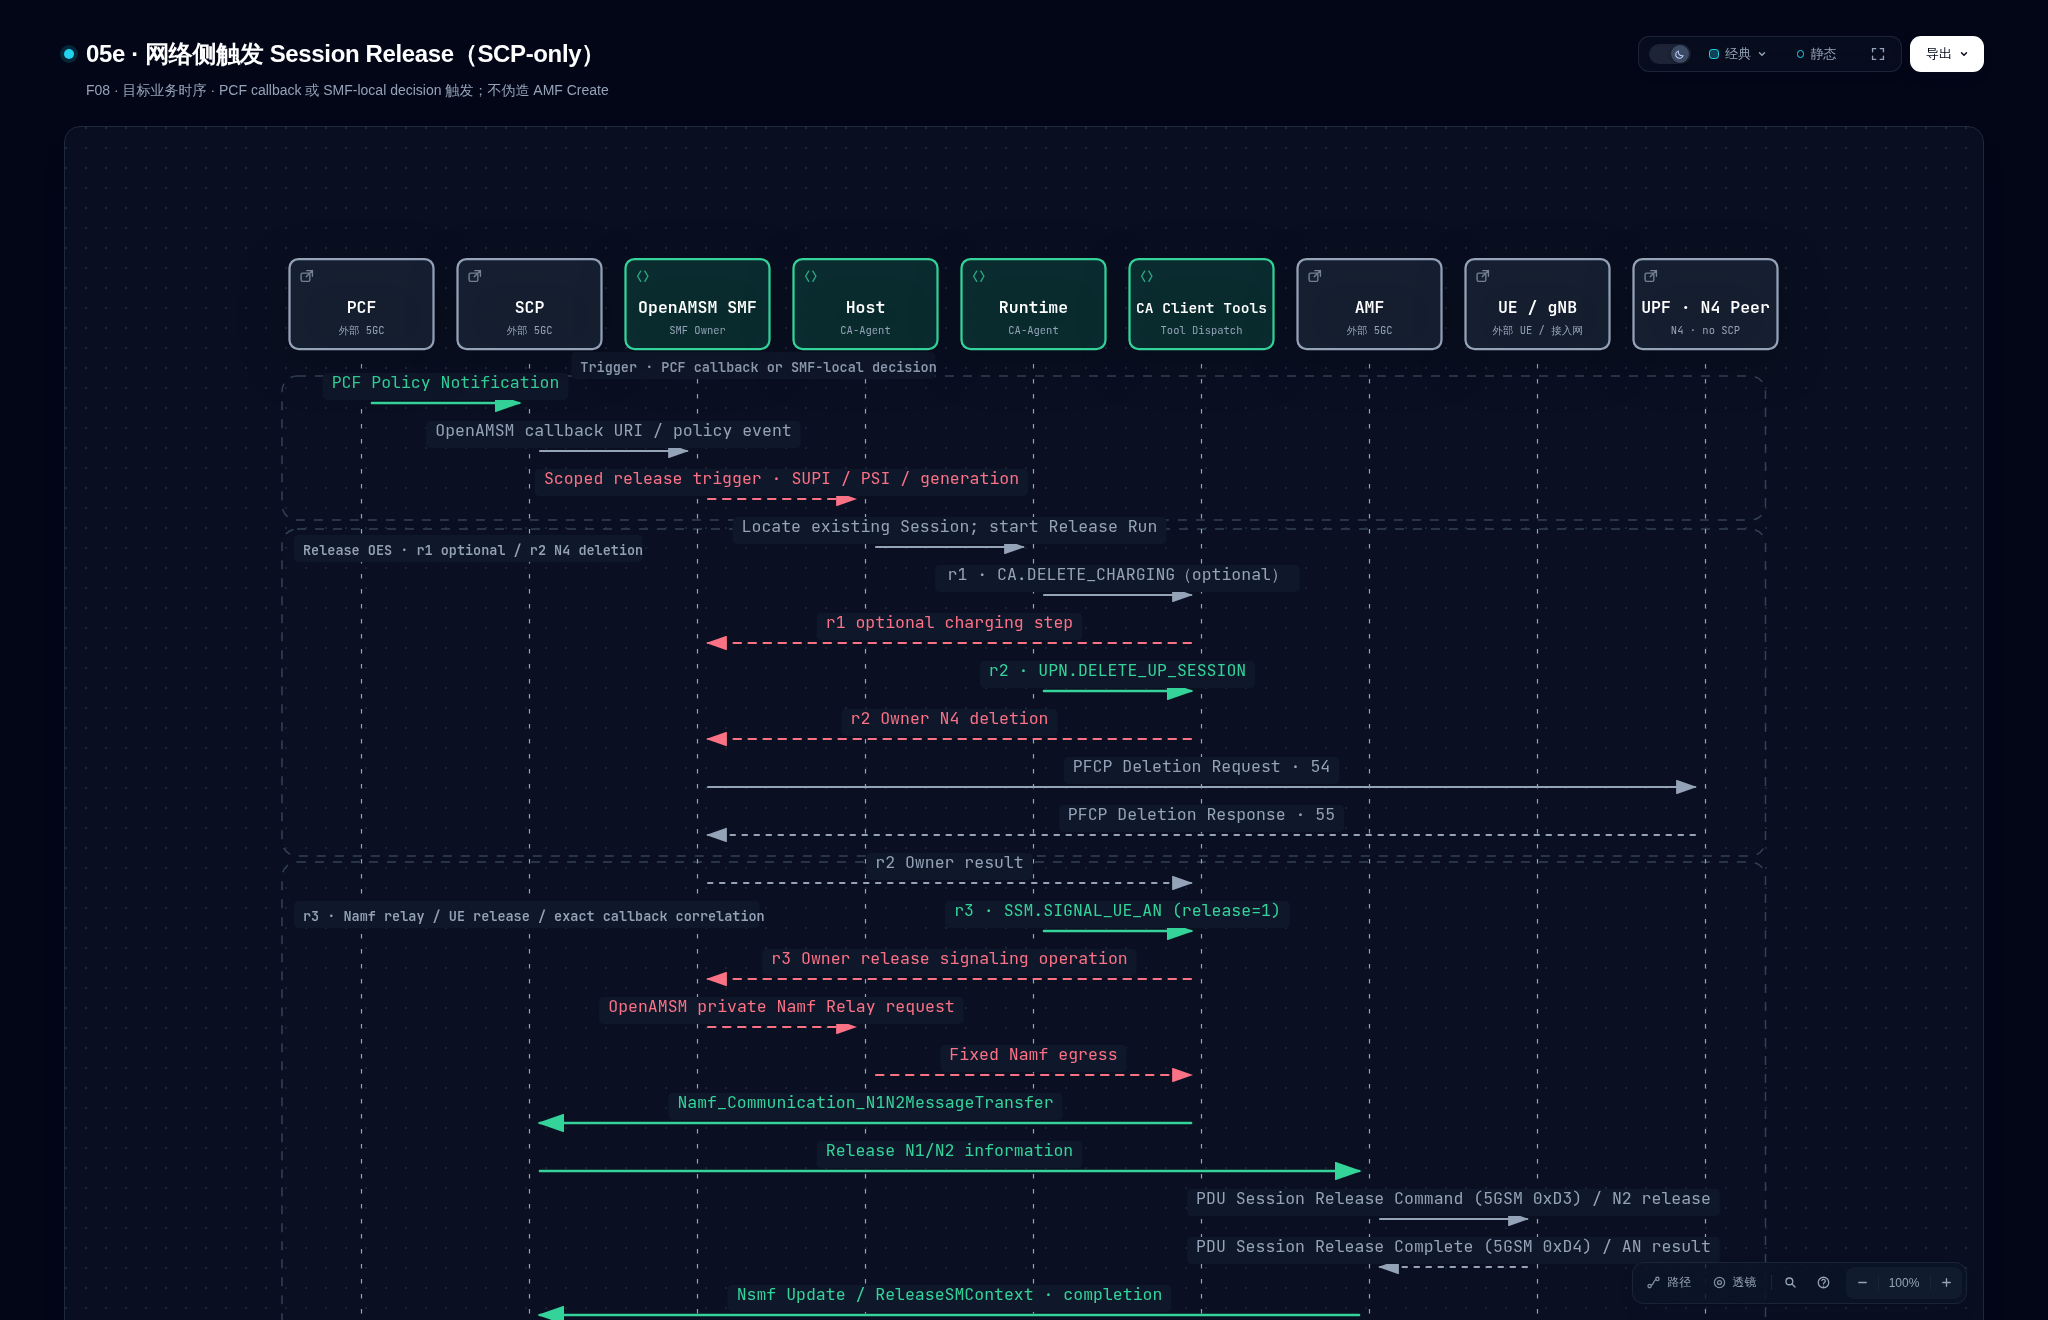 05e · 网络侧触发 Session Release（SCP-only）
F08 · 目标业务时序 · PCF callback 或 SMF-local decision 触发；不伪造 AMF Create
经典
静态
导出
PCF
外部 5GC
SCP
外部 5GC
OpenAMSM SMF
SMF Owner
Host
CA-Agent
Runtime
CA-Agent
CA Client Tools
Tool Dispatch
AMF
外部 5GC
UE / gNB
外部 UE / 接入网
UPF · N4 Peer
N4 · no SCP
Trigger · PCF callback or SMF-local decision
PCF Policy Notification
OpenAMSM callback URI / policy event
Scoped release trigger · SUPI / PSI / generation
Locate existing Session; start Release Run
Release OES · r1 optional / r2 N4 deletion
r1 · CA.DELETE_CHARGING（optional）
r1 optional charging step
r2 · UPN.DELETE_UP_SESSION
r2 Owner N4 deletion
PFCP Deletion Request · 54
PFCP Deletion Response · 55
r2 Owner result
r3 · Namf relay / UE release / exact callback correlation
r3 · SSM.SIGNAL_UE_AN (release=1)
r3 Owner release signaling operation
OpenAMSM private Namf Relay request
Fixed Namf egress
Namf_Communication_N1N2MessageTransfer
Release N1/N2 information
PDU Session Release Command (5GSM 0xD3) / N2 release
PDU Session Release Complete (5GSM 0xD4) / AN result
Nsmf Update / ReleaseSMContext · completion
路径
透镜
100%